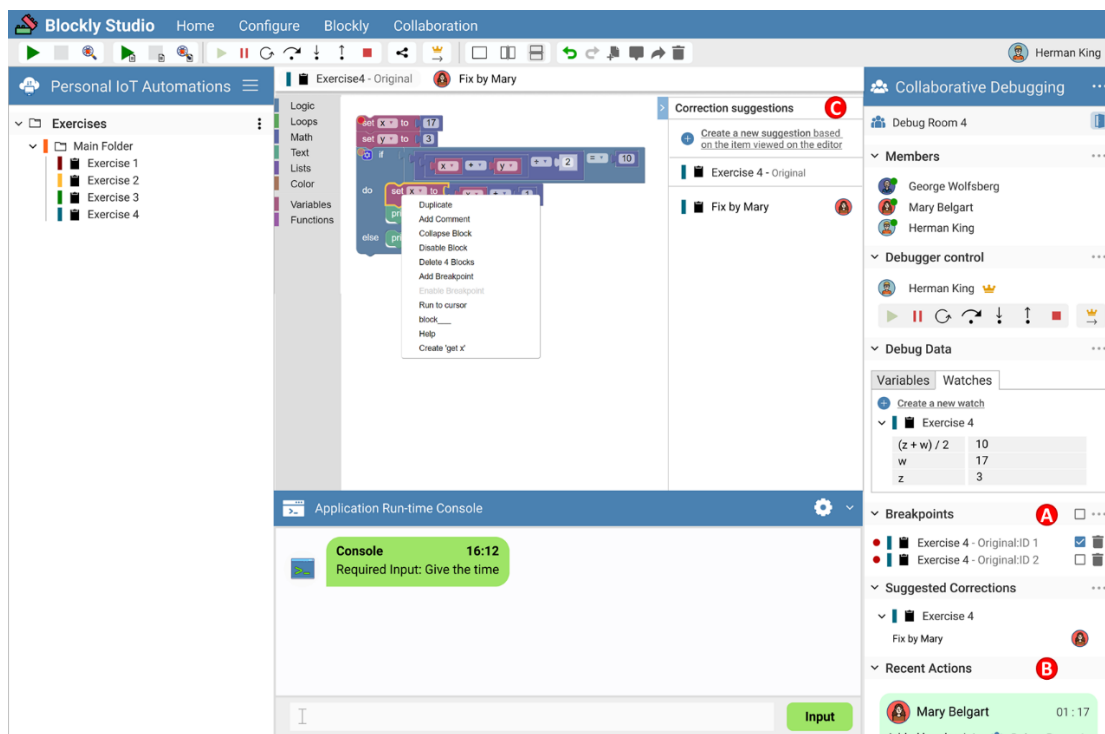 Blockly Studio Home Configure Blockly Collaboration
Herman King
Personal IoT Automations
Exercises
Main Folder
Exercise 1
Exercise 2
Exercise 3
Exercise 4
Exercise4 - Original
Fix by Mary
Logic
Loops
Math
Text
Lists
Color
Variables
Functions
set x to 17
set y to 3
if x + y + 2 = 10
do set x to x + 1
else
Duplicate
Add Comment
Collapse Block
Disable Block
Delete 4 Blocks
Add Breakpoint
Enable Breakpoint
Run to cursor
block___
Help
Create 'get x'
Correction suggestions C
Create a new suggestion based
on the item viewed on the editor
Exercise 4 - Original
Fix by Mary
Application Run-time Console
Console 16:12
Required Input: Give the time
Input
Collaborative Debugging
Debug Room 4
Members
George Wolfsberg
Mary Belgart
Herman King
Debugger control
Herman King
Debug Data
Variables Watches
Create a new watch
Exercise 4
(z + w) / 2 10
w 17
z 3
Breakpoints A
Exercise 4 - Original:ID 1
Exercise 4 - Original:ID 2
Suggested Corrections
Exercise 4
Fix by Mary
Recent Actions B
Mary Belgart 01 : 17